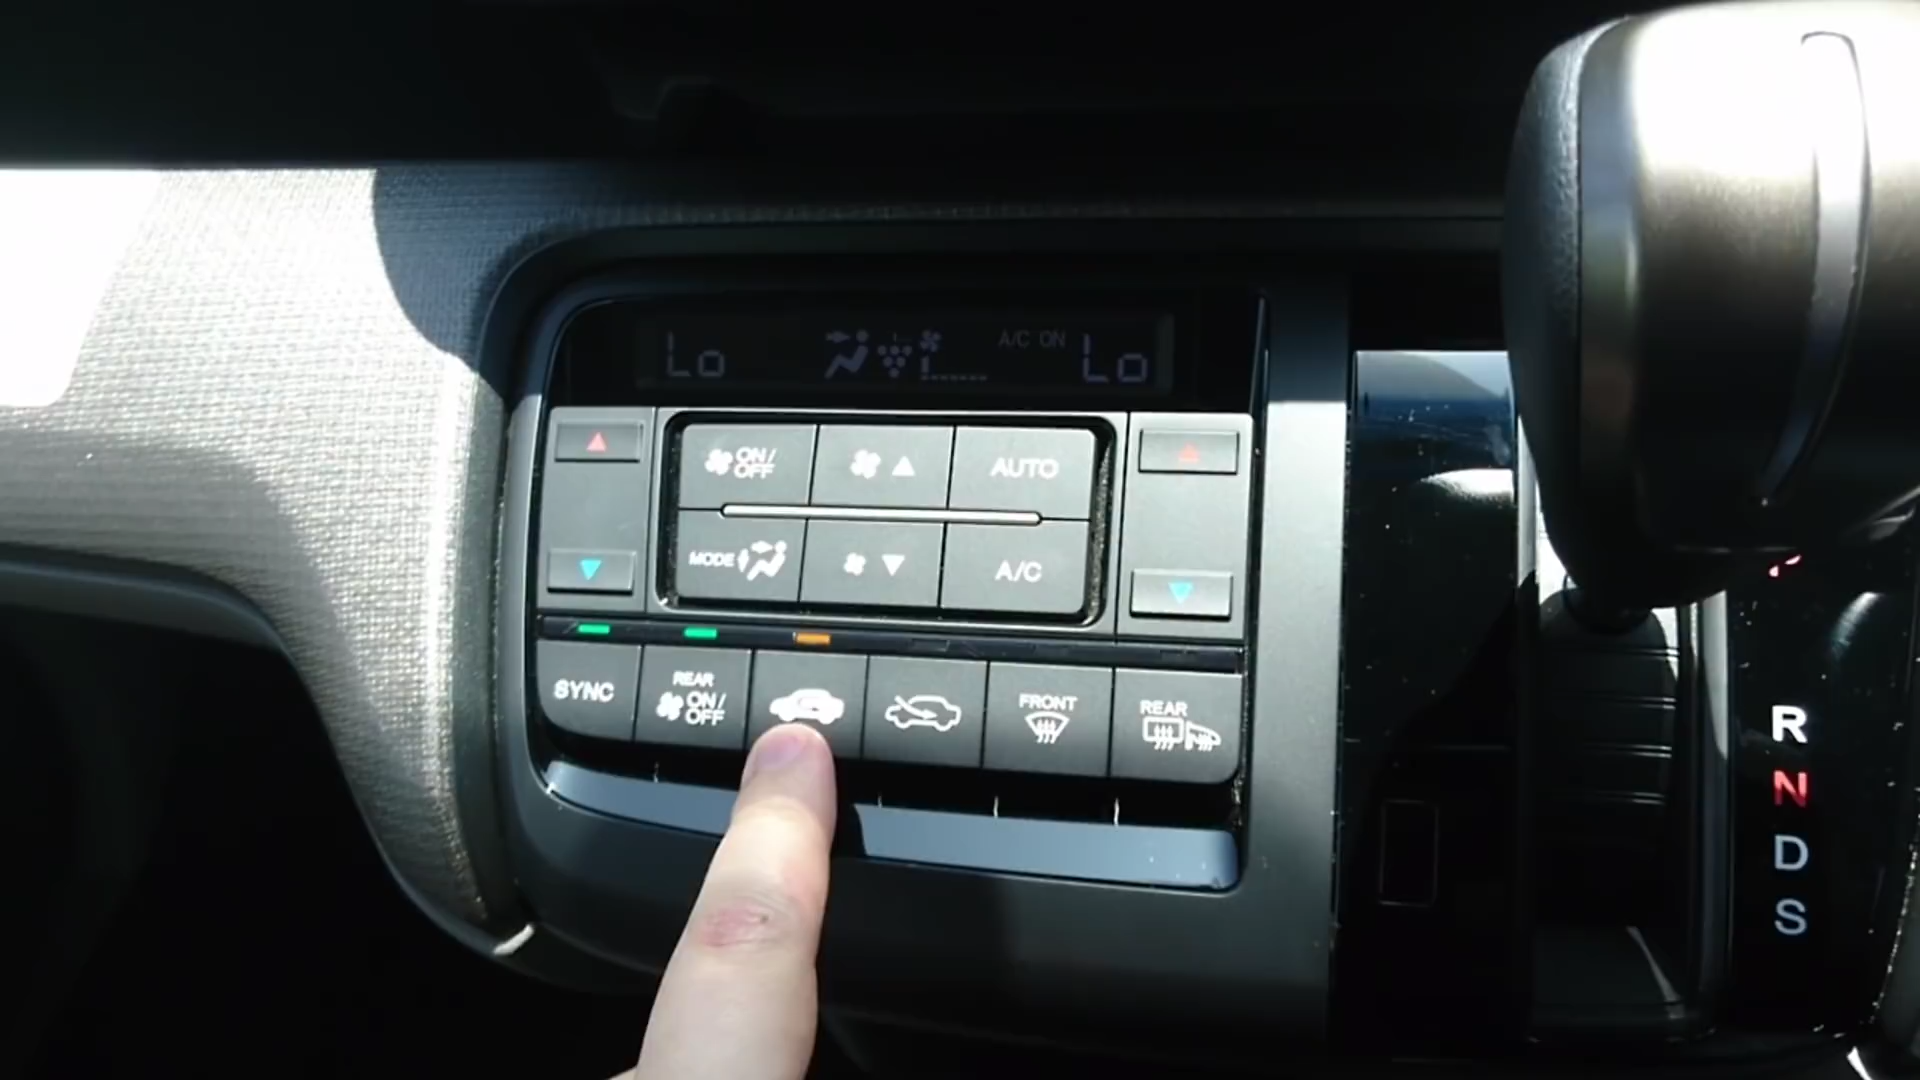 Lo A/C ON Lo
ON/
OFF
AUTO
MODE
A/C
SYNC
REAR
ON/
OFF
FRONT
REAR
R
N
D
S